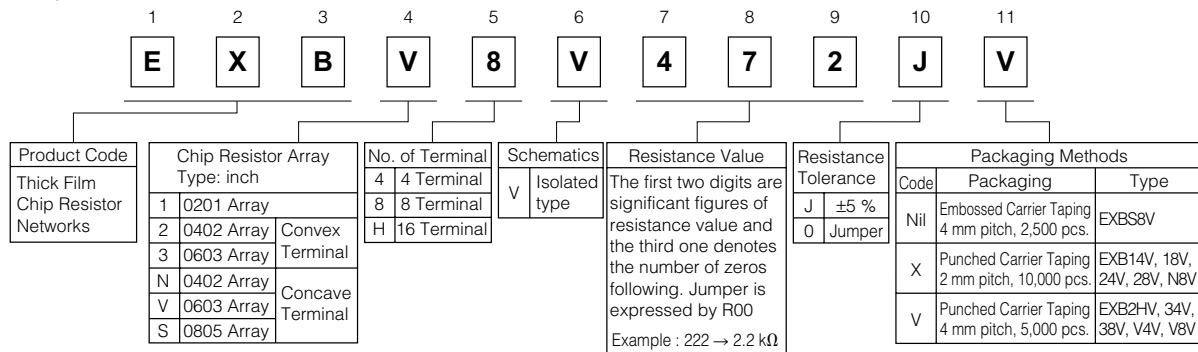 1 2 3 4 5 6 7 8 9 10 11
E X B V 8 V 4 7 2 J V
Product Code
Thick Film
Chip Resistor
Networks
Chip Resistor Array
Type: inch
1 0201 Array
2 0402 Array
3 0603 Array
Convex
Terminal
N 0402 Array
V 0603 Array
S 0805 Array
Concave
Terminal
No. of Terminal
4 4 Terminal
8 8 Terminal
H 16 Terminal
Schematics
V Isolated
type
Resistance Value
The first two digits are
significant figures of
resistance value and
the third one denotes
the number of zeros
following. Jumper is
expressed by R00
Example : 222 → 2.2 kΩ
Resistance
Tolerance
J ±5 %
0 Jumper
Packaging Methods
Code Packaging Type
Nil Embossed Carrier Taping
4 mm pitch, 2,500 pcs.
EXBS8V
X Punched Carrier Taping
2 mm pitch, 10,000 pcs.
EXB14V, 18V,
24V, 28V, N8V
V Punched Carrier Taping
4 mm pitch, 5,000 pcs.
EXB2HV, 34V,
38V, V4V, V8V